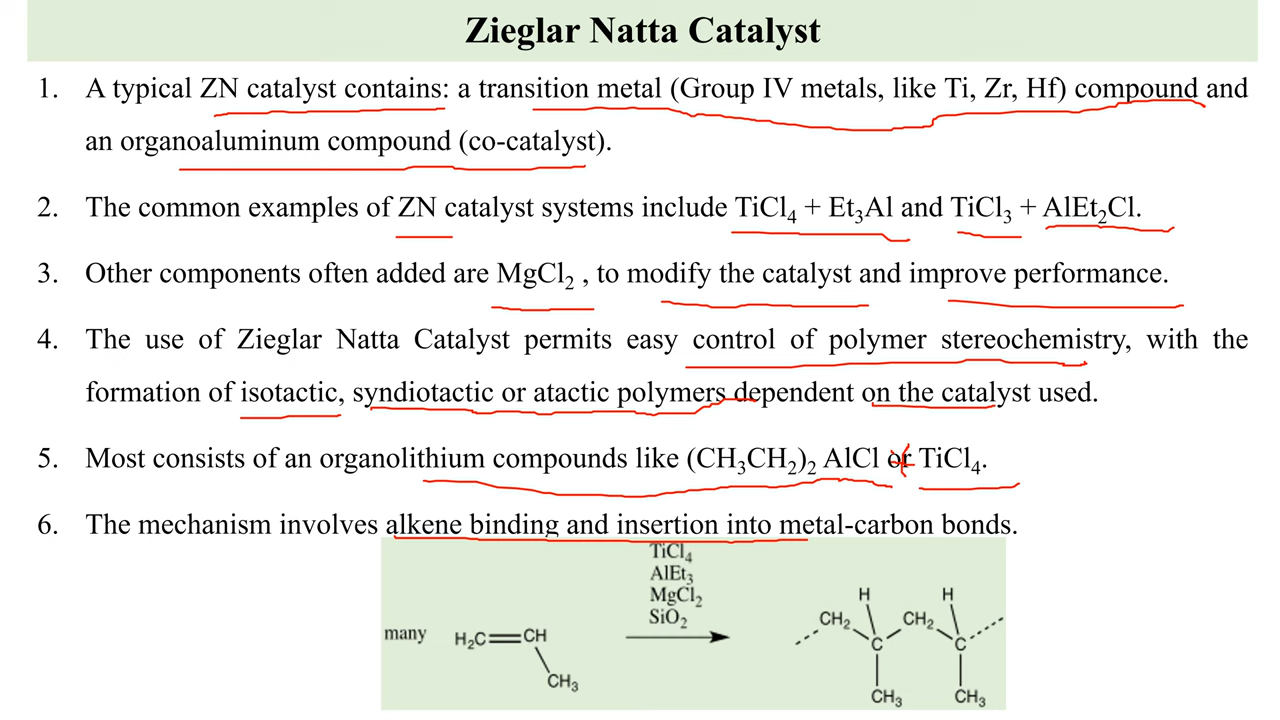 Zieglar Natta Catalyst
1. A typical ZN catalyst contains: a transition metal (Group IV metals, like Ti, Zr, Hf) compound and
an organoaluminum compound (co-catalyst).
2. The common examples of ZN catalyst systems include TiCl₄ + Et₃Al and TiCl₃ + AlEt₂Cl.
3. Other components often added are MgCl₂ , to modify the catalyst and improve performance.
4. The use of Zieglar Natta Catalyst permits easy control of polymer stereochemistry, with the
formation of isotactic, syndiotactic or atactic polymers dependent on the catalyst used.
5. Most consists of an organolithium compounds like (CH₃CH₂)₂ AlCl or TiCl₄.
6. The mechanism involves alkene binding and insertion into metal-carbon bonds.
TiCl₄
AlEt₃
MgCl₂
SiO₂
many H₂C=CH
CH₃
H H
CH₂ CH₂
C C
CH₃ CH₃